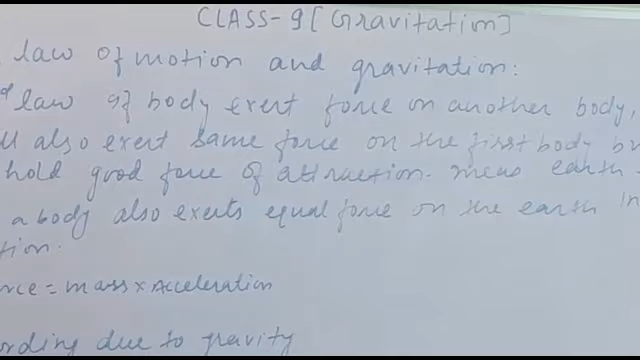 CLASS-9 [Gravitation]
law of motion and gravitation:
law of body exert force on another body,
also exert same force on the first body
hold good force of attraction. means earth
a body also exerts equal force on the earth in
tion.
rce = mass x Acceleration
ording due to gravity